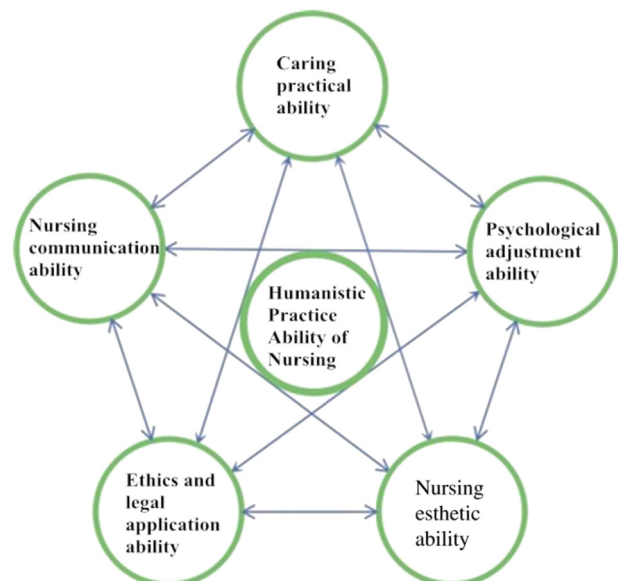 Caring
practical
ability
Nursing
communication
ability
Psychological
adjustment
ability
Humanistic
Practice
Ability of
Nursing
Ethics and
legal
application
ability
Nursing
esthetic
ability